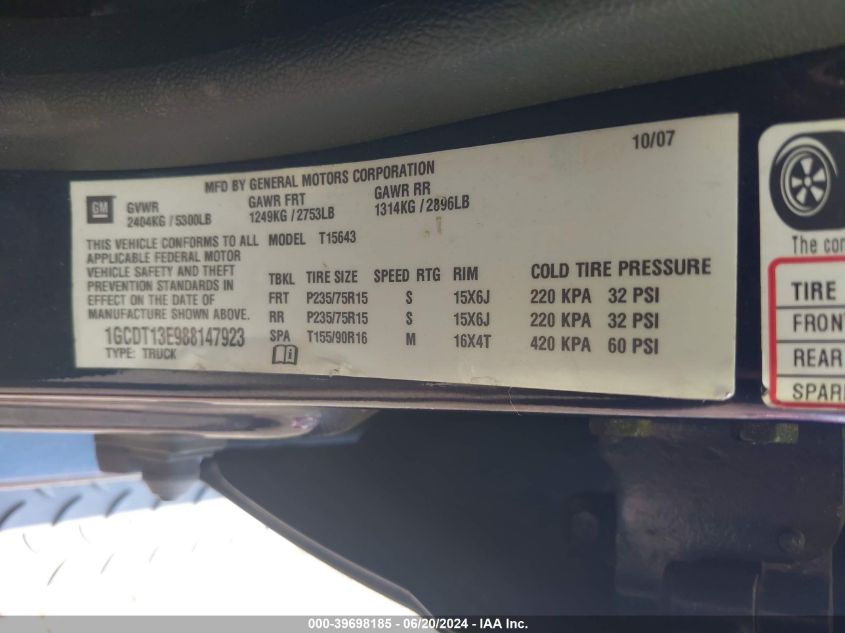 10/07
MFD BY GENERAL MOTORS CORPORATION
GM
GVWR GAWR FRT GAWR RR
2404KG / 5300LB 1249KG / 2753LB 1314KG / 2896LB
THIS VEHICLE CONFORMS TO ALL MODEL T15643
APPLICABLE FEDERAL MOTOR
VEHICLE SAFETY AND THEFT
PREVENTION STANDARDS IN
EFFECT ON THE DATE OF
MANUFACTURE SHOWN ABOVE.
1GCDT13E988147923
TYPE: TRUCK
TBKL TIRE SIZE SPEED RTG RIM COLD TIRE PRESSURE
FRT P235/75R15 S 15X6J 220 KPA 32 PSI
RR P235/75R15 S 15X6J 220 KPA 32 PSI
SPA T155/90R16 M 16X4T 420 KPA 60 PSI
The com
TIRE
FRON
REAR
SPAR
000-39698185 - 06/20/2024 - IAA Inc.